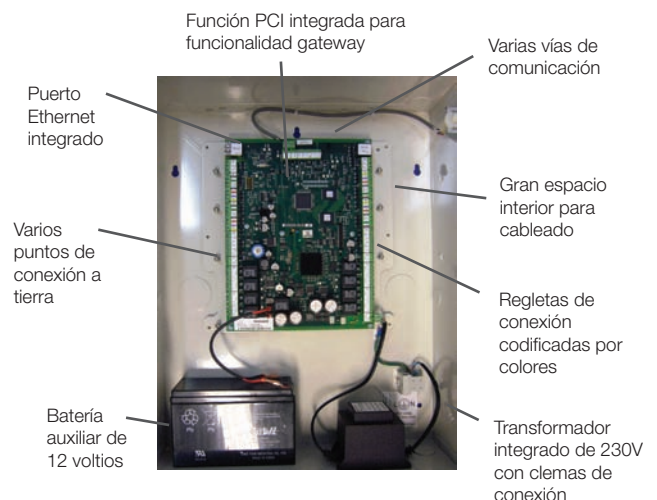 Función PCI integrada para
funcionalidad gateway
Varias vías de
comunicación
Puerto
Ethernet
integrado
Gran espacio
interior para
cableado
Varios
puntos de
conexión a
tierra
Regletas de
conexión
codificadas por
colores
Batería
auxiliar de
12 voltios
Transformador
integrado de 230V
con clemas de
conexión